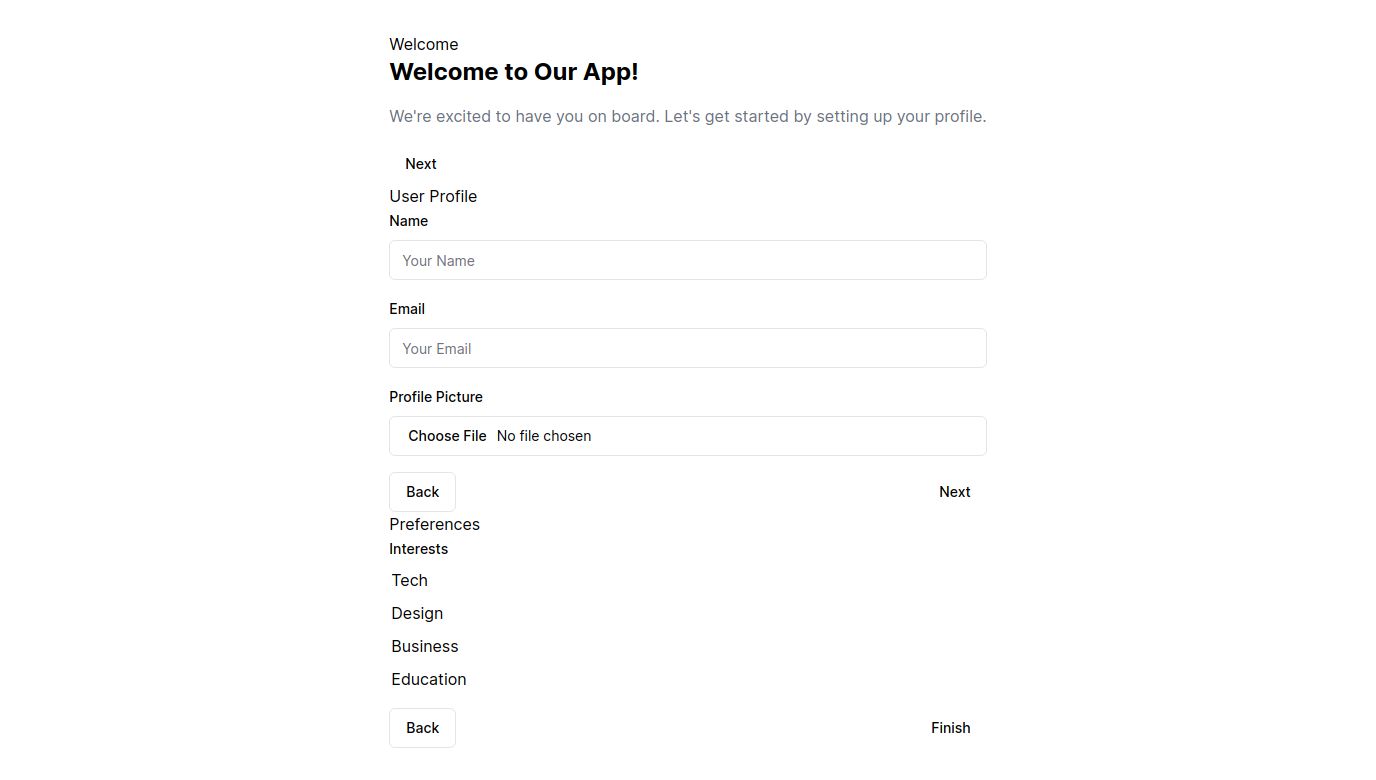 Welcome
Welcome to Our App!
We're excited to have you on board. Let's get started by setting up your profile.
Next
User Profile
Name
Your Name
Email
Your Email
Profile Picture
Choose File No file chosen
Back Next
Preferences
Interests
Tech
Design
Business
Education
Back Finish